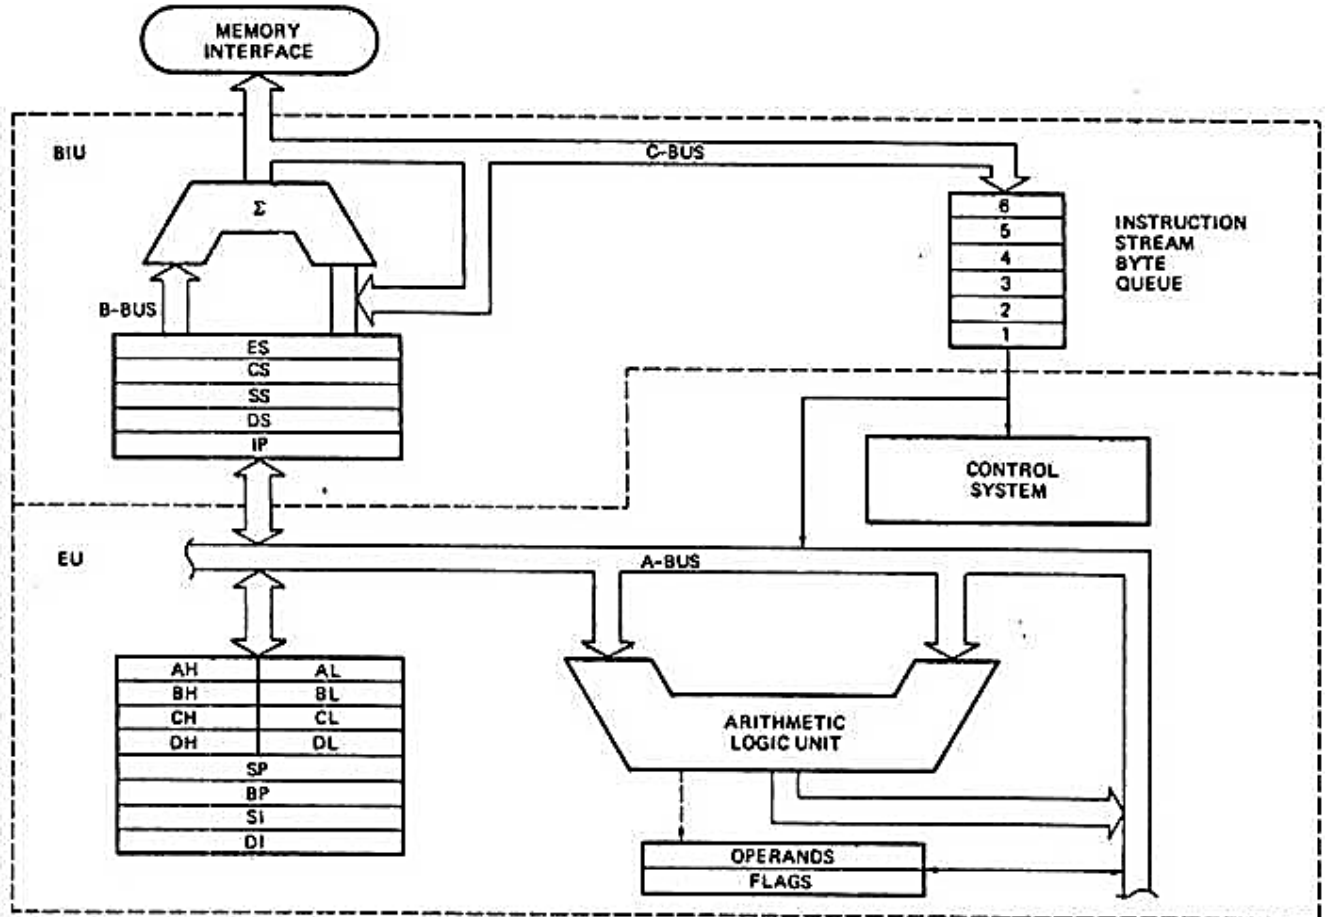 MEMORY
INTERFACE
BIU
C-BUS
Σ
6
5
4
3
2
1
INSTRUCTION
STREAM
BYTE
QUEUE
B-BUS
ES
CS
SS
DS
IP
CONTROL
SYSTEM
EU
A-BUS
AH AL
BH BL
CH CL
DH DL
SP
BP
SI
DI
ARITHMETIC
LOGIC UNIT
OPERANDS
FLAGS